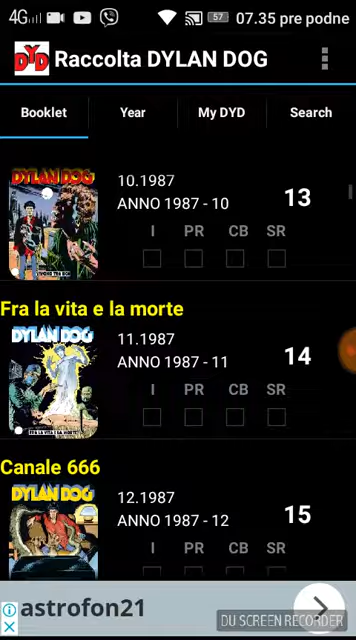 4G 57 07.35 pre podne
DYD Raccolta DYLAN DOG
Booklet Year My DYD Search
DYLAN DOG
10.1987
ANNO 1987 - 10
13
I PR CB SR
Fra la vita e la morte
DYLAN DOG
FRA LA VITA E LA MORTE
11.1987
ANNO 1987 - 11
14
I PR CB SR
Canale 666
DYLAN DOG
12.1987
ANNO 1987 - 12
15
I PR CB SR
astrofon21
DU SCREEN RECORDER